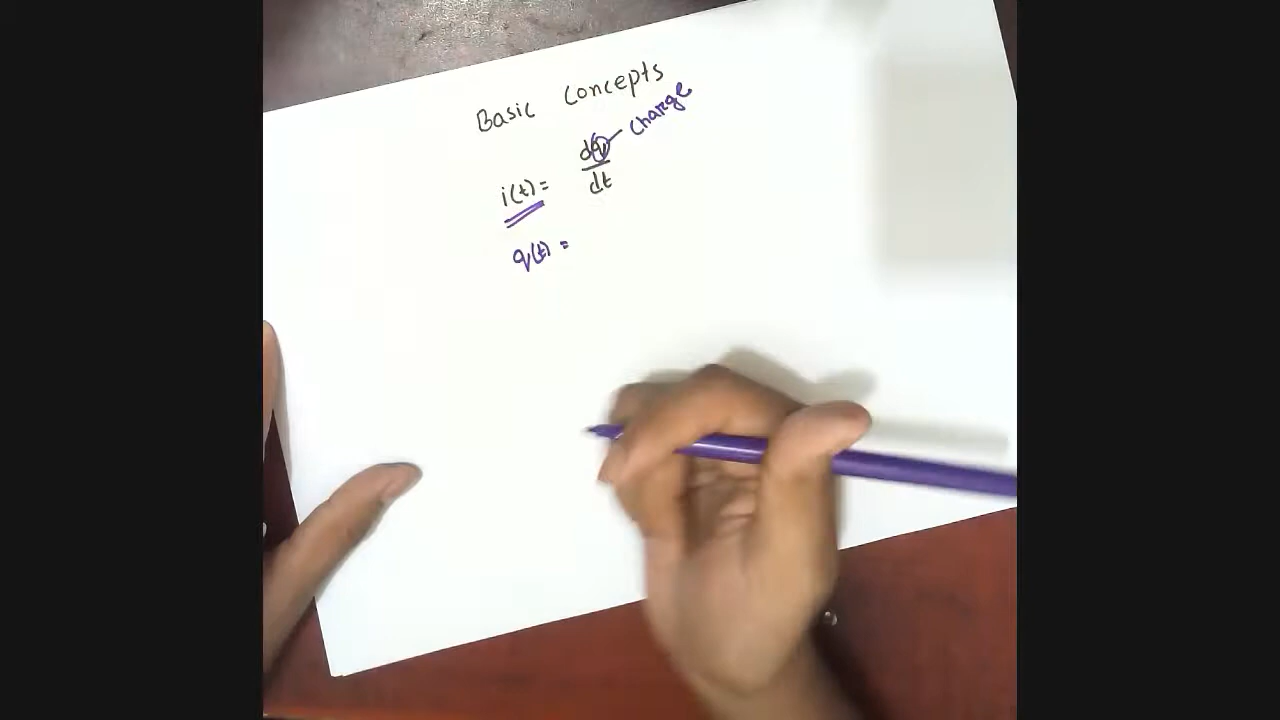 Basic Concepts
Charge
i(t) = dq/dt
q(t) =